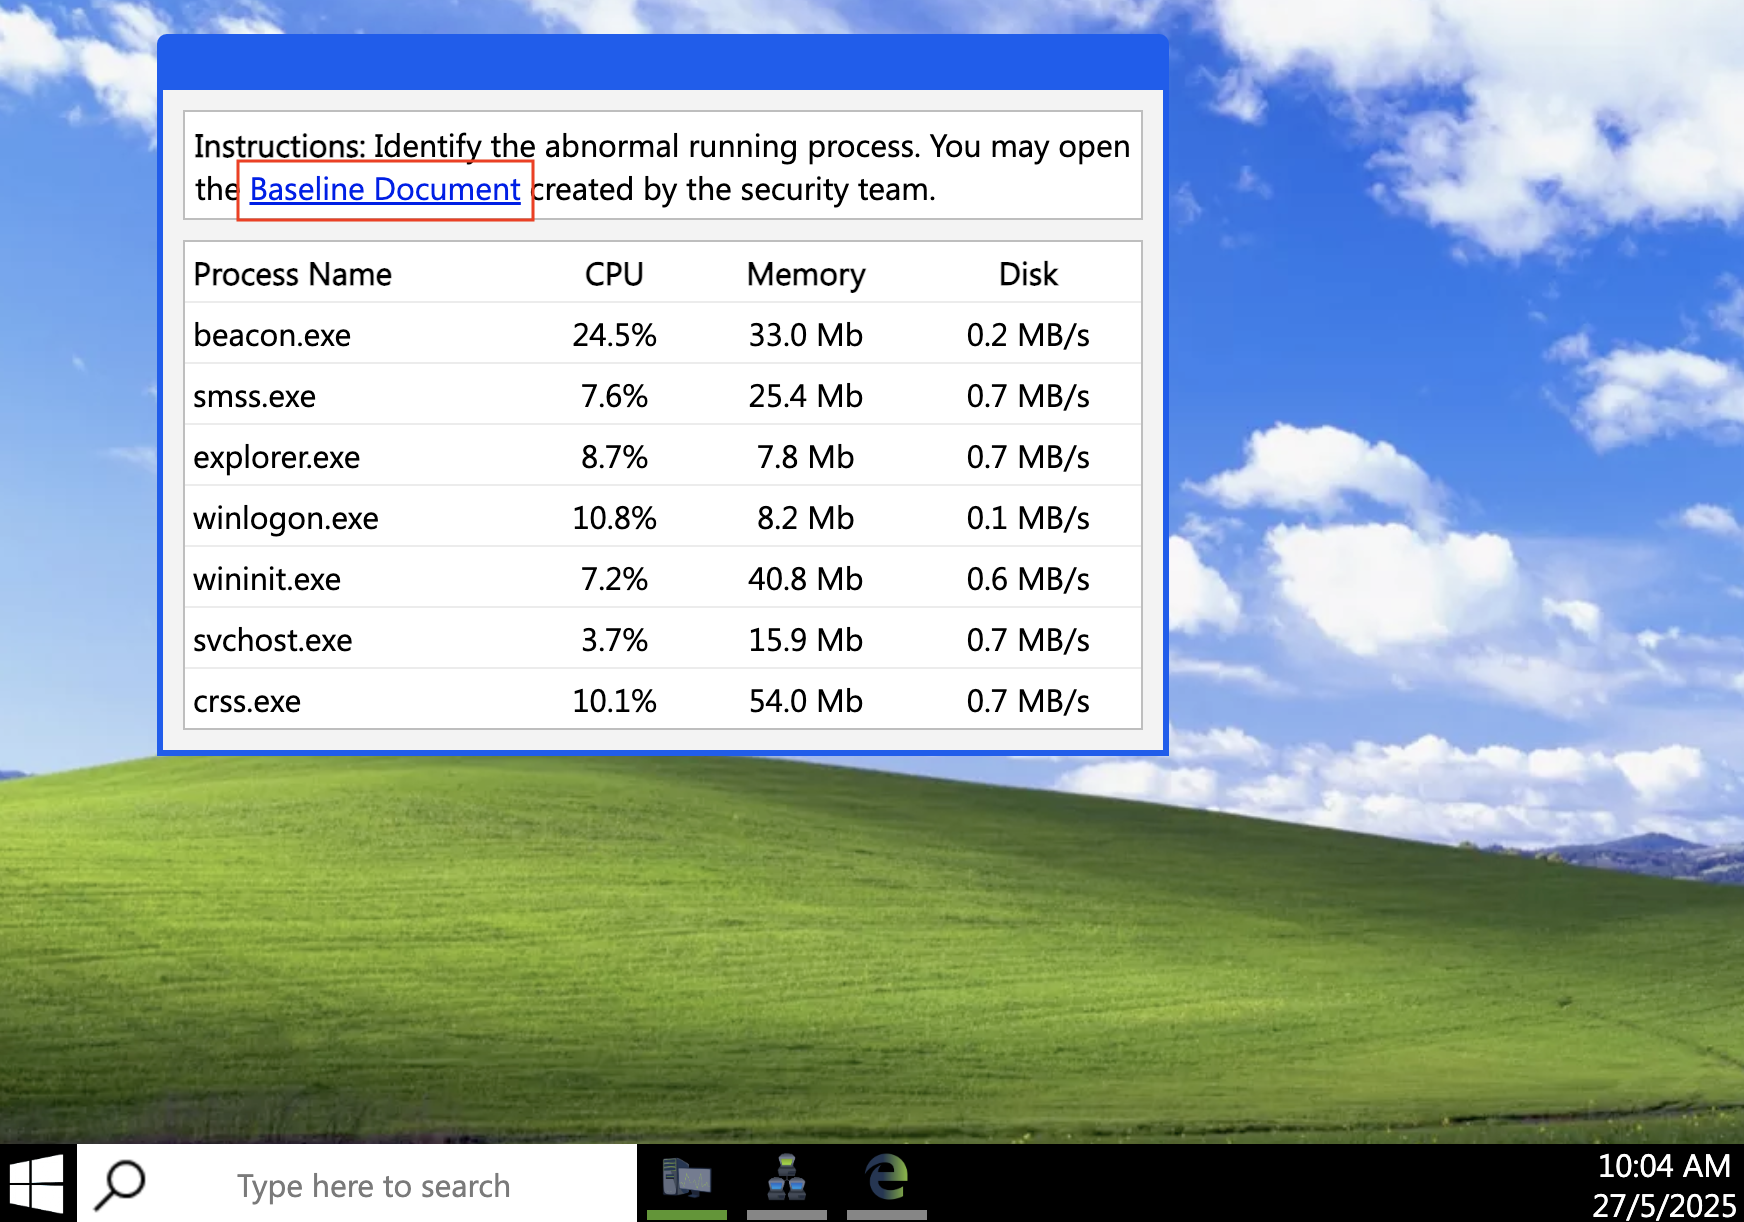 Instructions: Identify the abnormal running process. You may open
the Baseline Document created by the security team.
Process Name CPU Memory Disk
beacon.exe 24.5% 33.0 Mb 0.2 MB/s
smss.exe 7.6% 25.4 Mb 0.7 MB/s
explorer.exe 8.7% 7.8 Mb 0.7 MB/s
winlogon.exe 10.8% 8.2 Mb 0.1 MB/s
wininit.exe 7.2% 40.8 Mb 0.6 MB/s
svchost.exe 3.7% 15.9 Mb 0.7 MB/s
crss.exe 10.1% 54.0 Mb 0.7 MB/s
Type here to search
10:04 AM
27/5/2025